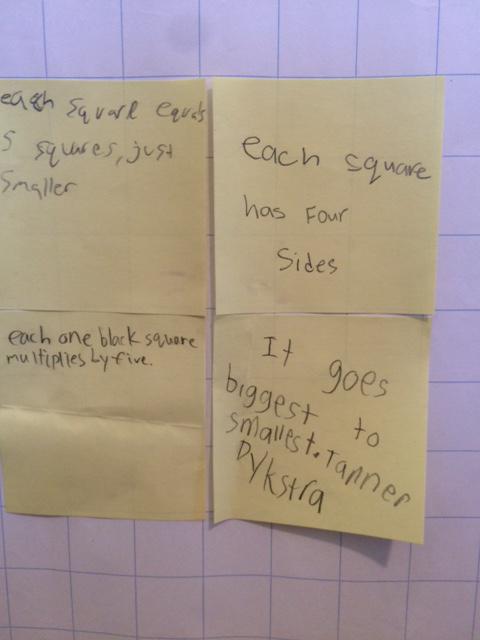 each square equals
5 squares, just
smaller
each square
has Four
Sides
each one black square
multiplies by five.
It goes
biggest to
smallest. Tanner
Dykstra